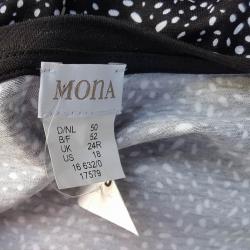 MONA
D/NL 50
B/F 52
UK 24R
US 18
16 632/0
17579